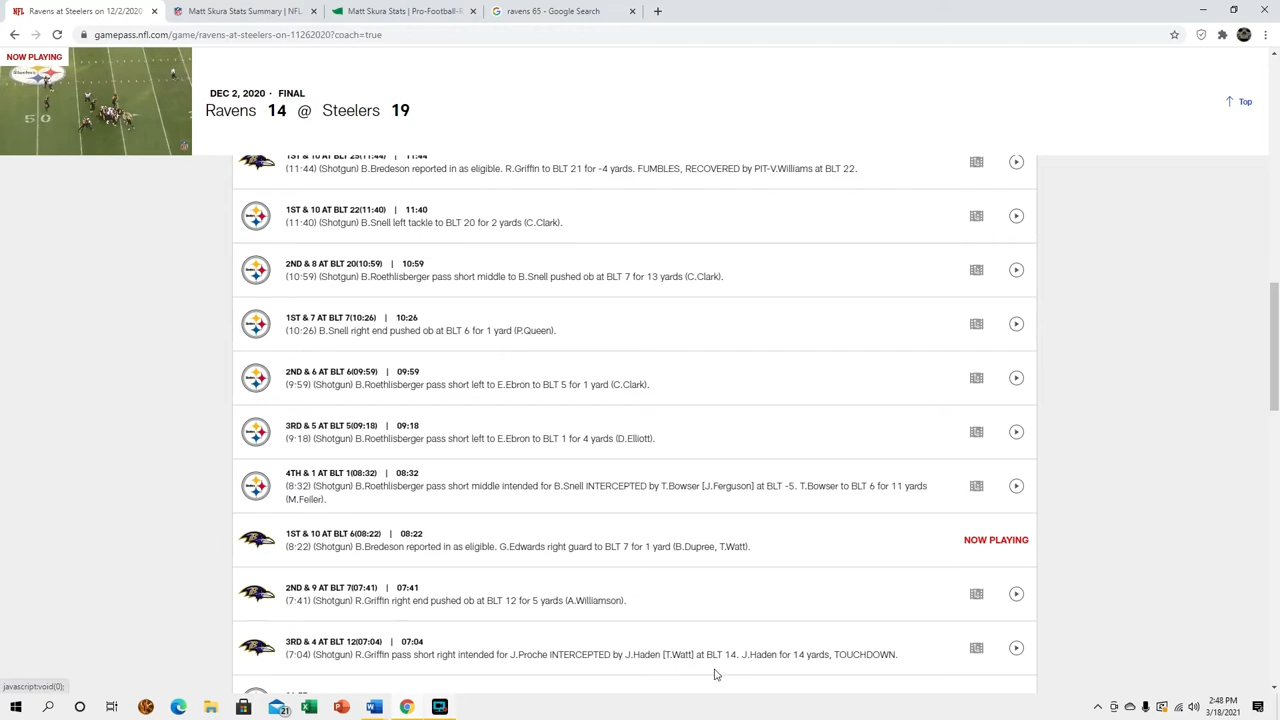 Ravens at Steelers on 12/2/2020
Matt Skura Summary | NFL
Matt Skura Stats | Pro-Football-R
ravens 65 - Google Search
gamepass.nfl.com/game/ravens-at-steelers-on-11262020?coach=true
NOW PLAYING
Steelers
5 0
DEC 2, 2020 · FINAL
Ravens 14 @ Steelers 19
Top
1ST & 10 AT BLT 25(11:44) | 11:44
(11:44) (Shotgun) B.Bredeson reported in as eligible. R.Griffin to BLT 21 for -4 yards. FUMBLES, RECOVERED by PIT-V.Williams at BLT 22.
1ST & 10 AT BLT 22(11:40) | 11:40
(11:40) (Shotgun) B.Snell left tackle to BLT 20 for 2 yards (C.Clark).
2ND & 8 AT BLT 20(10:59) | 10:59
(10:59) (Shotgun) B.Roethlisberger pass short middle to B.Snell pushed ob at BLT 7 for 13 yards (C.Clark).
1ST & 7 AT BLT 7(10:26) | 10:26
(10:26) B.Snell right end pushed ob at BLT 6 for 1 yard (P.Queen).
2ND & 6 AT BLT 6(09:59) | 09:59
(9:59) (Shotgun) B.Roethlisberger pass short left to E.Ebron to BLT 5 for 1 yard (C.Clark).
3RD & 5 AT BLT 5(09:18) | 09:18
(9:18) (Shotgun) B.Roethlisberger pass short left to E.Ebron to BLT 1 for 4 yards (D.Elliott).
4TH & 1 AT BLT 1(08:32) | 08:32
(8:32) (Shotgun) B.Roethlisberger pass short middle intended for B.Snell INTERCEPTED by T.Bowser [J.Ferguson] at BLT -5. T.Bowser to BLT 6 for 11 yards
(M.Feiler).
1ST & 10 AT BLT 6(08:22) | 08:22
(8:22) (Shotgun) B.Bredeson reported in as eligible. G.Edwards right guard to BLT 7 for 1 yard (B.Dupree, T.Watt).
NOW PLAYING
2ND & 9 AT BLT 7(07:41) | 07:41
(7:41) (Shotgun) R.Griffin right end pushed ob at BLT 12 for 5 yards (A.Williamson).
3RD & 4 AT BLT 12(07:04) | 07:04
(7:04) (Shotgun) R.Griffin pass short right intended for J.Proche INTERCEPTED by J.Haden [T.Watt] at BLT 14. J.Haden for 14 yards, TOUCHDOWN.
javascript:void(0);
21
2:48 PM
3/18/2021